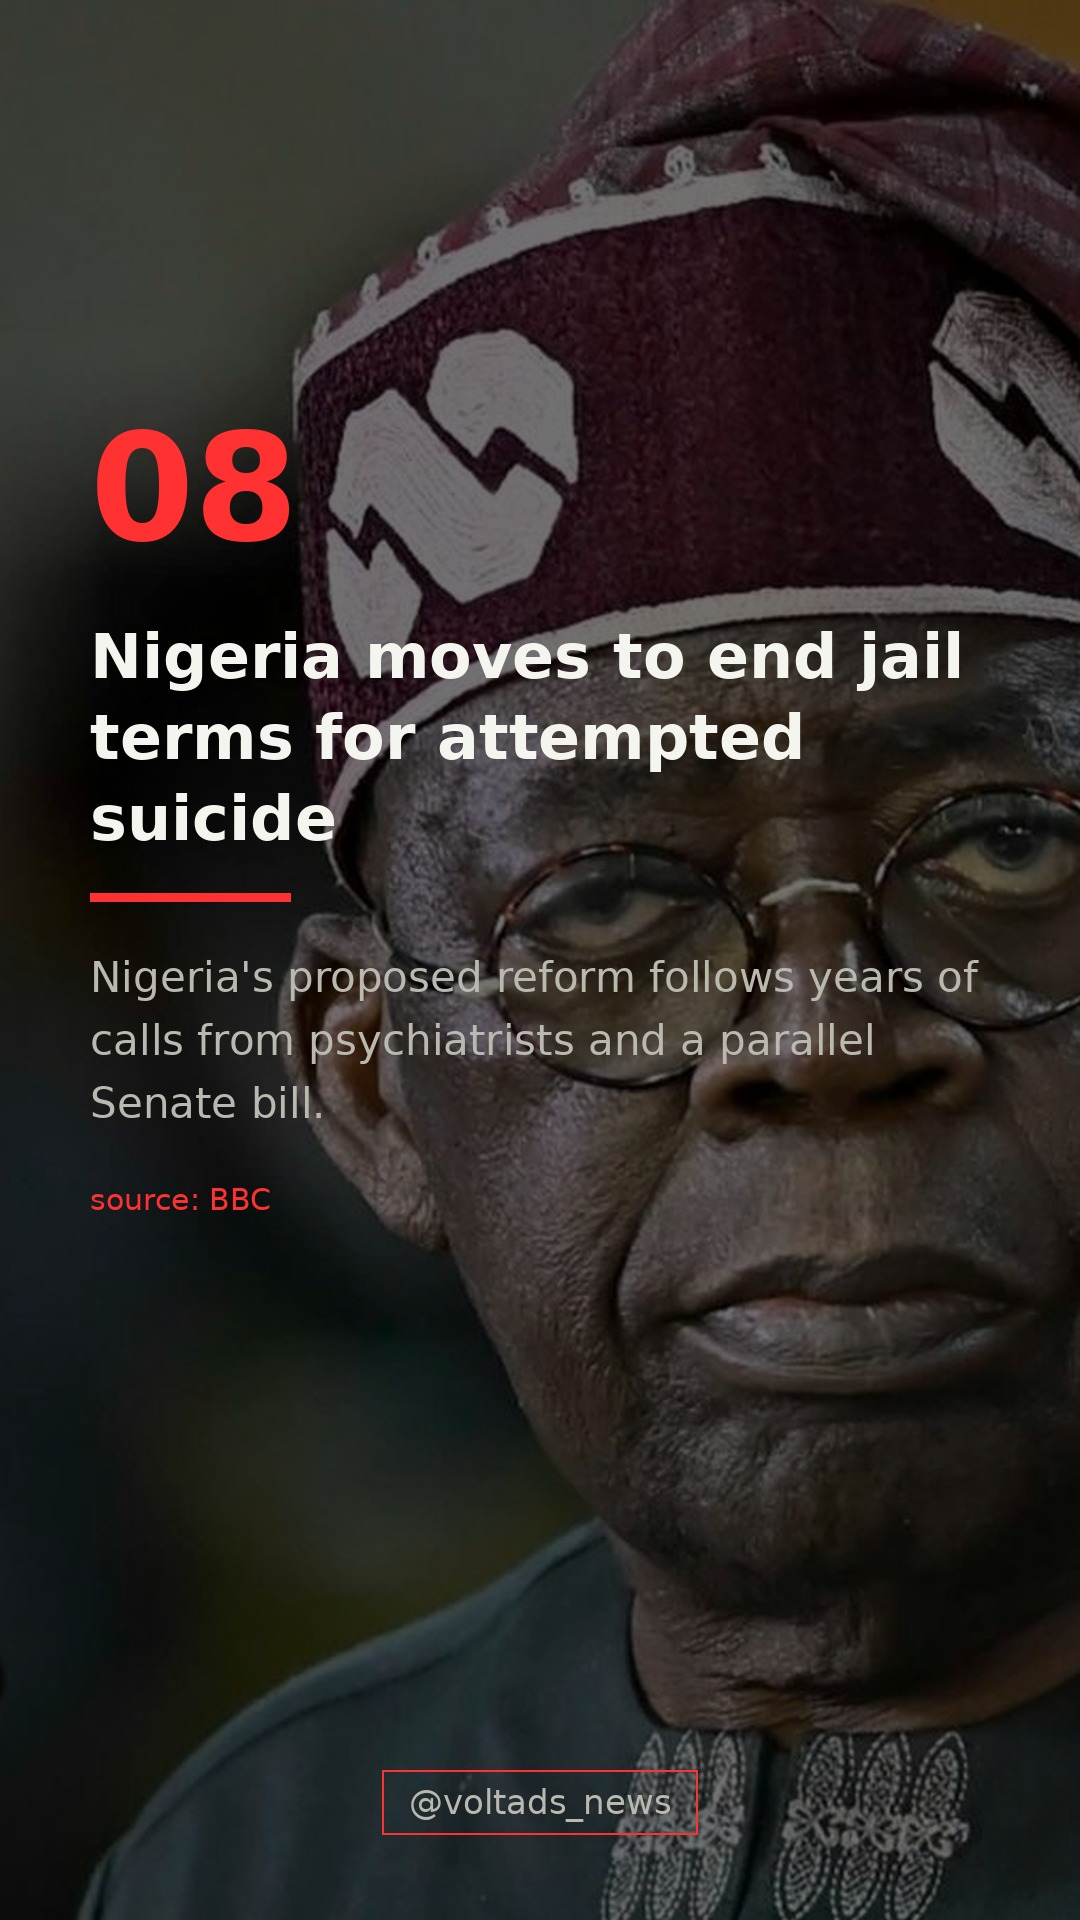 08
Nigeria moves to end jail
terms for attempted
suicide
Nigeria's proposed reform follows years of
calls from psychiatrists and a parallel
Senate bill.
source: BBC
@voltads_news